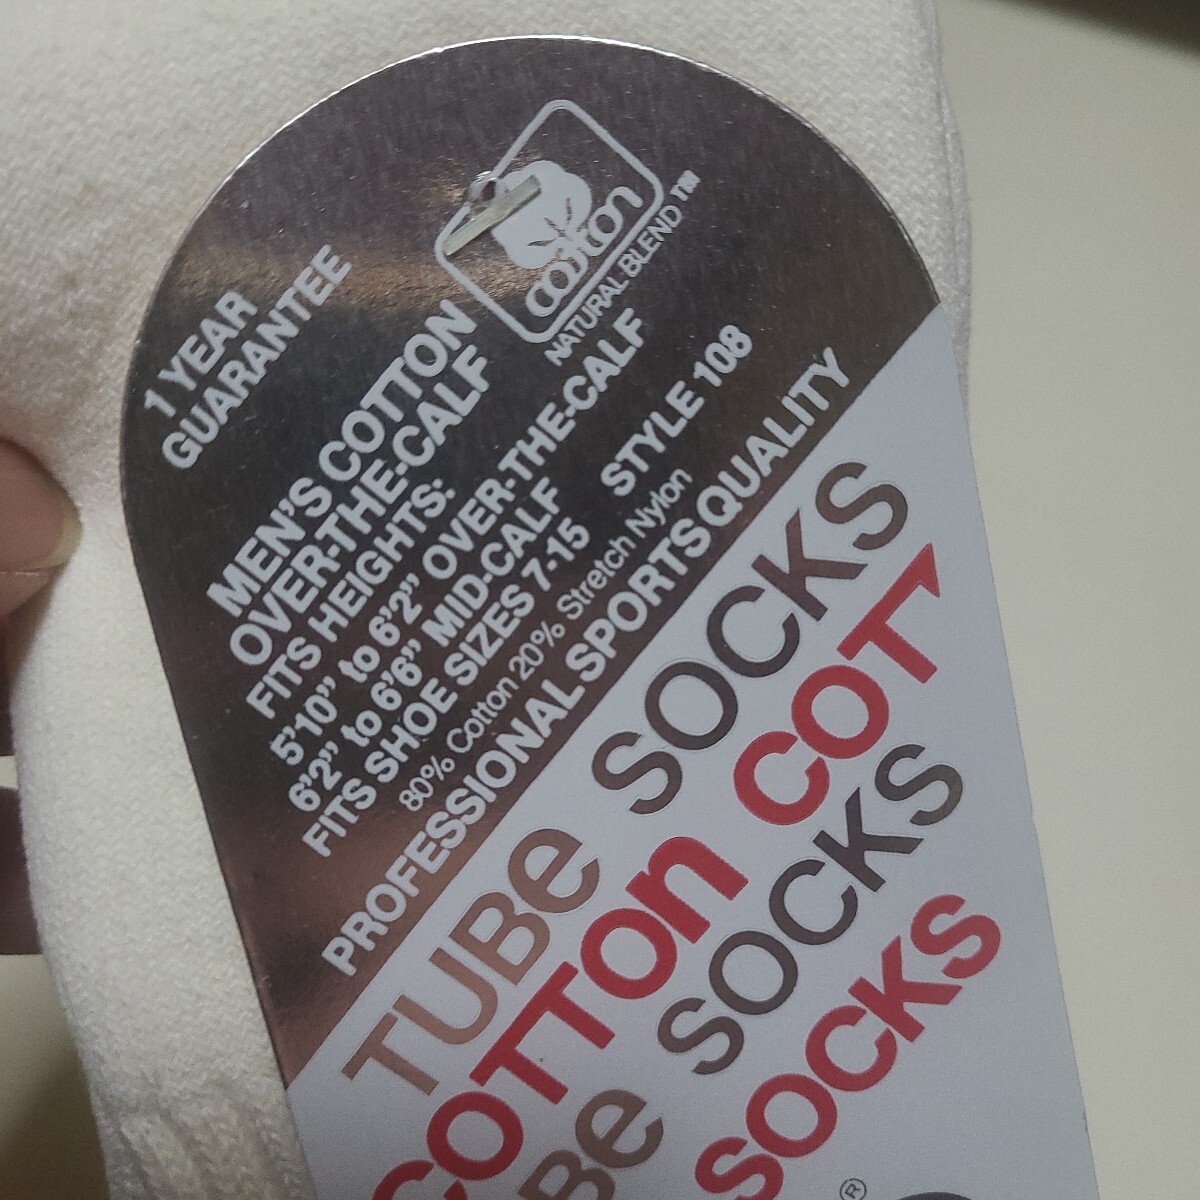 1 YEAR
GUARANTEE
cotton
NATURAL BLEND™
MEN'S COTTON
OVER-THE-CALF
FITS HEIGHTS:
5'10" to 6'2" OVER-THE-CALF
6'2" to 6'6" MID-CALF STYLE 108
FITS SHOE SIZES 7-15
80% Cotton 20% Stretch Nylon
PROFESSIONAL SPORTS QUALITY
TUBe SOCKS
COTTon COT
Be SOCKS
SOCKS
®